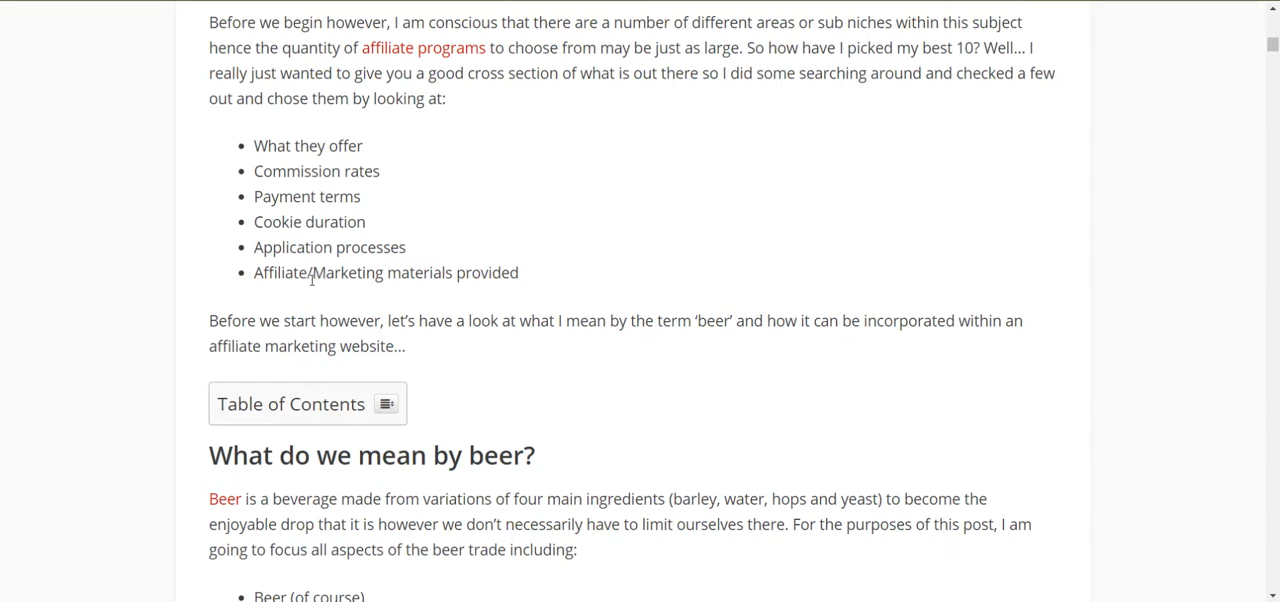 Before we begin however, I am conscious that there are a number of different areas or sub niches within this subject
hence the quantity of affiliate programs to choose from may be just as large. So how have I picked my best 10? Well... I
really just wanted to give you a good cross section of what is out there so I did some searching around and checked a few
out and chose them by looking at:
• What they offer
• Commission rates
• Payment terms
• Cookie duration
• Application processes
• Affiliate/Marketing materials provided
Before we start however, let's have a look at what I mean by the term ‘beer’ and how it can be incorporated within an
affiliate marketing website...
Table of Contents
What do we mean by beer?
Beer is a beverage made from variations of four main ingredients (barley, water, hops and yeast) to become the
enjoyable drop that it is however we don't necessarily have to limit ourselves there. For the purposes of this post, I am
going to focus all aspects of the beer trade including:
• Beer (of course)